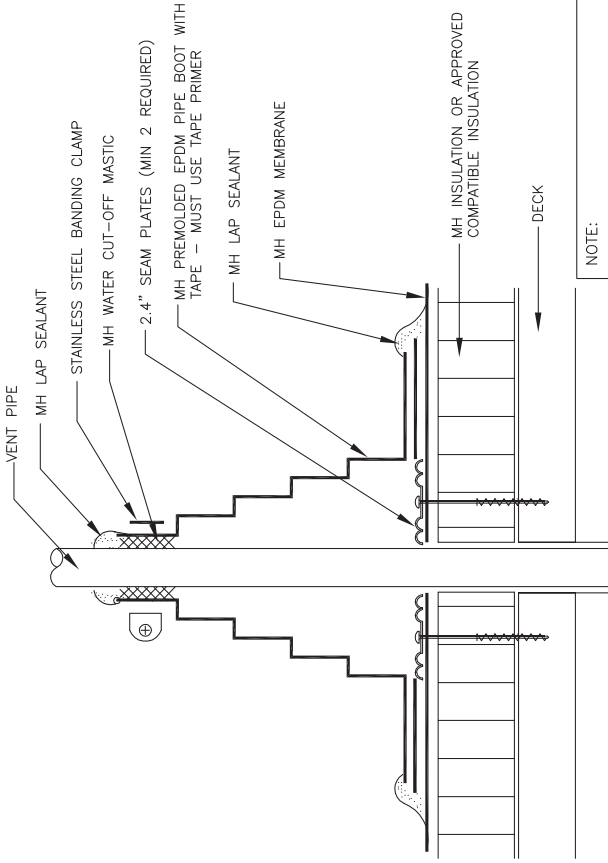 VENT PIPE
MH LAP SEALANT
STAINLESS STEEL BANDING CLAMP
MH WATER CUT-OFF MASTIC
2.4" SEAM PLATES (MIN 2 REQUIRED)
MH PREMOLDED EPDM PIPE BOOT WITH
TAPE - MUST USE TAPE PRIMER
MH LAP SEALANT
MH EPDM MEMBRANE
MH INSULATION OR APPROVED
COMPATIBLE INSULATION
DECK
NOTE: